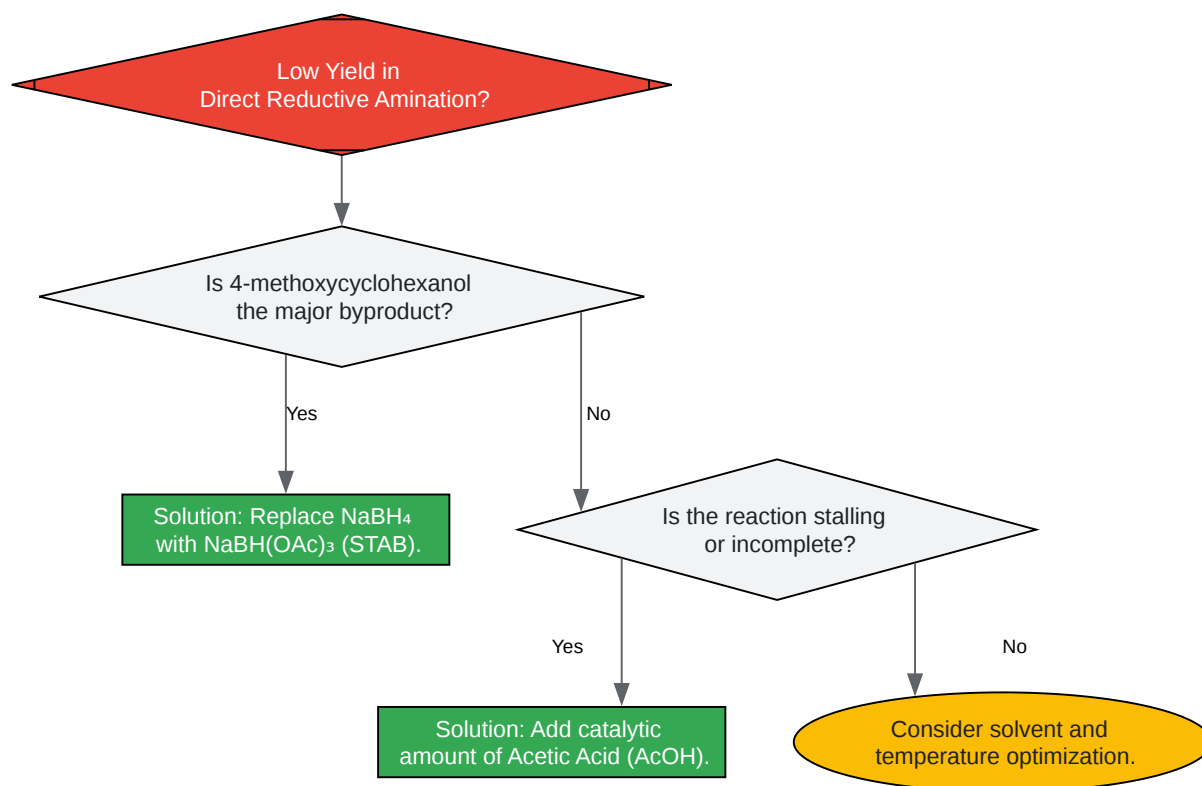 Low Yield in
Direct Reductive Amination?
Is 4-methoxycyclohexanol
the major byproduct?
Yes
No
Solution: Replace NaBH₄
with NaBH(OAc)₃ (STAB).
Is the reaction stalling
or incomplete?
Yes
No
Solution: Add catalytic
amount of Acetic Acid (AcOH).
Consider solvent and
temperature optimization.